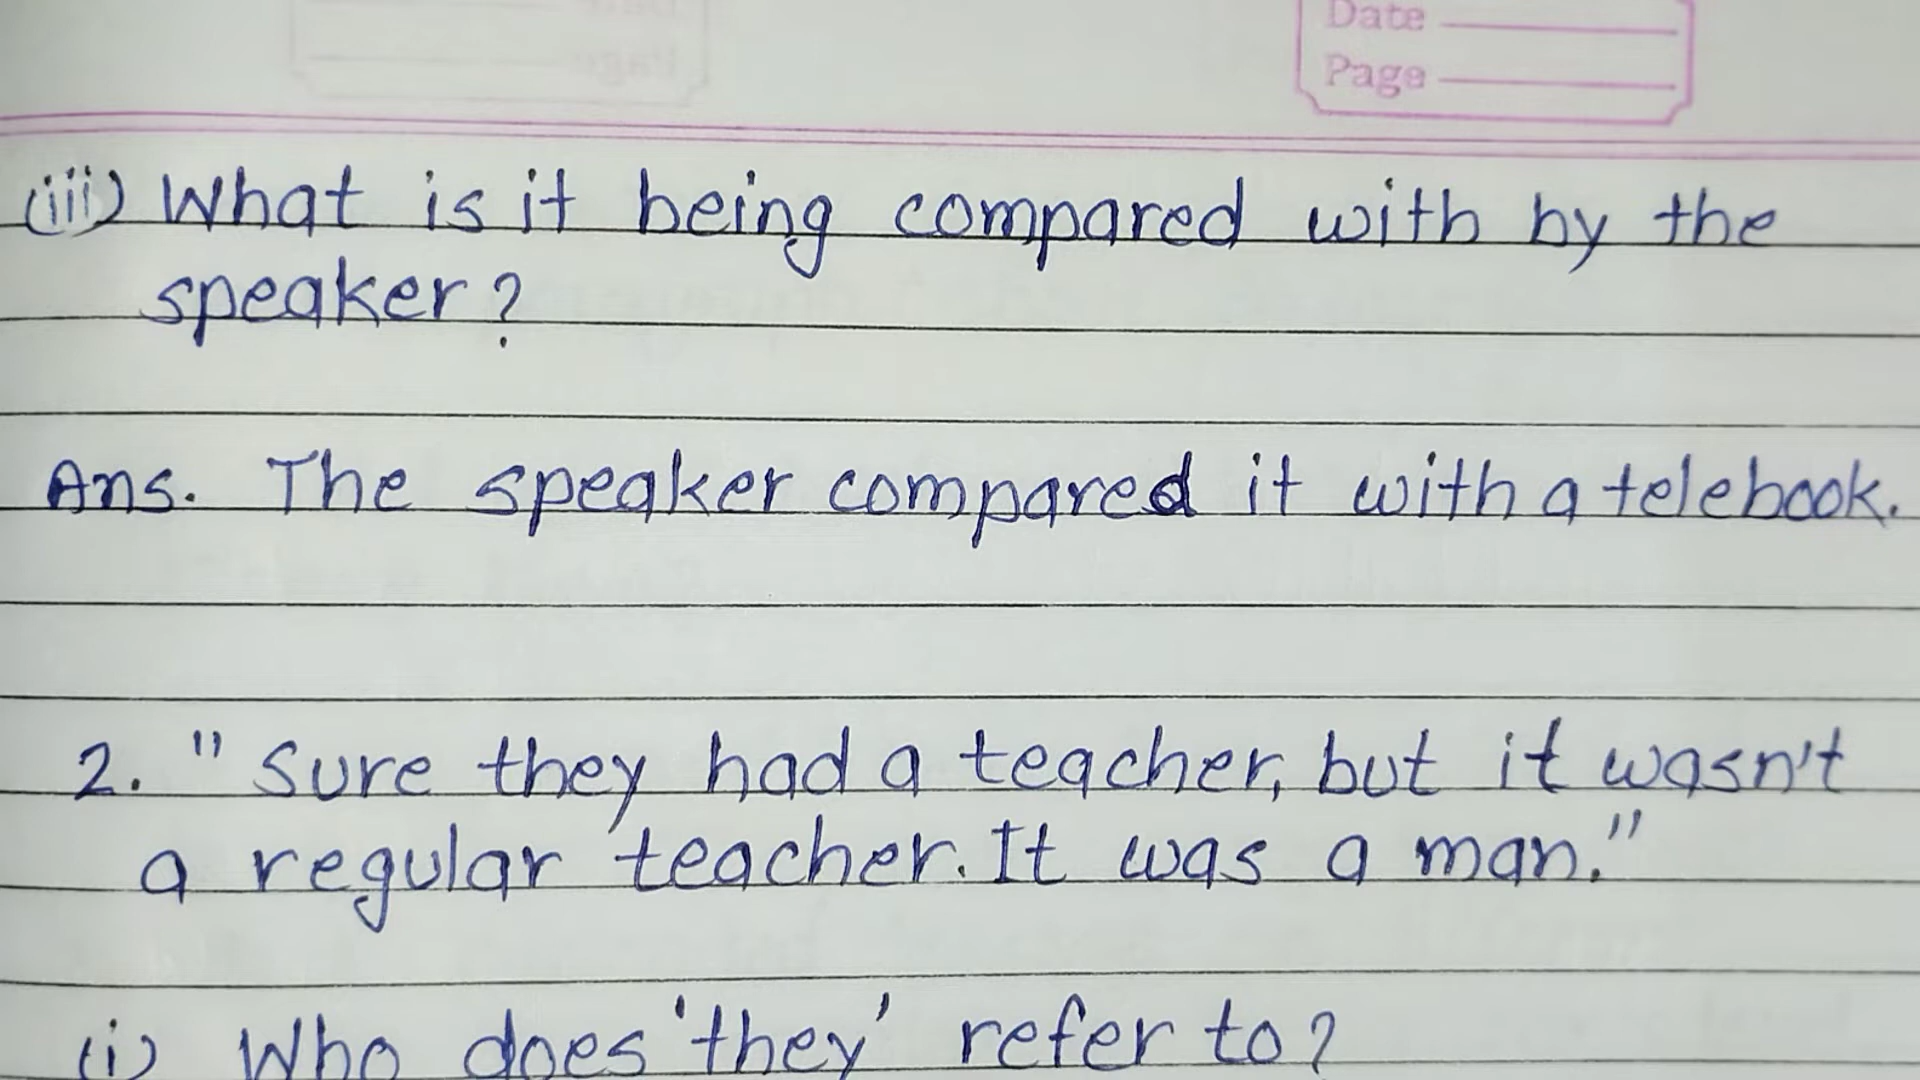 Date
Page
(iii) What is it being compared with by the
speaker?
Ans. The speaker compared it with a telebook.
2. "Sure they had a teacher, but it wasn't
a regular teacher. It was a man."
(i) Who does 'they' refer to?